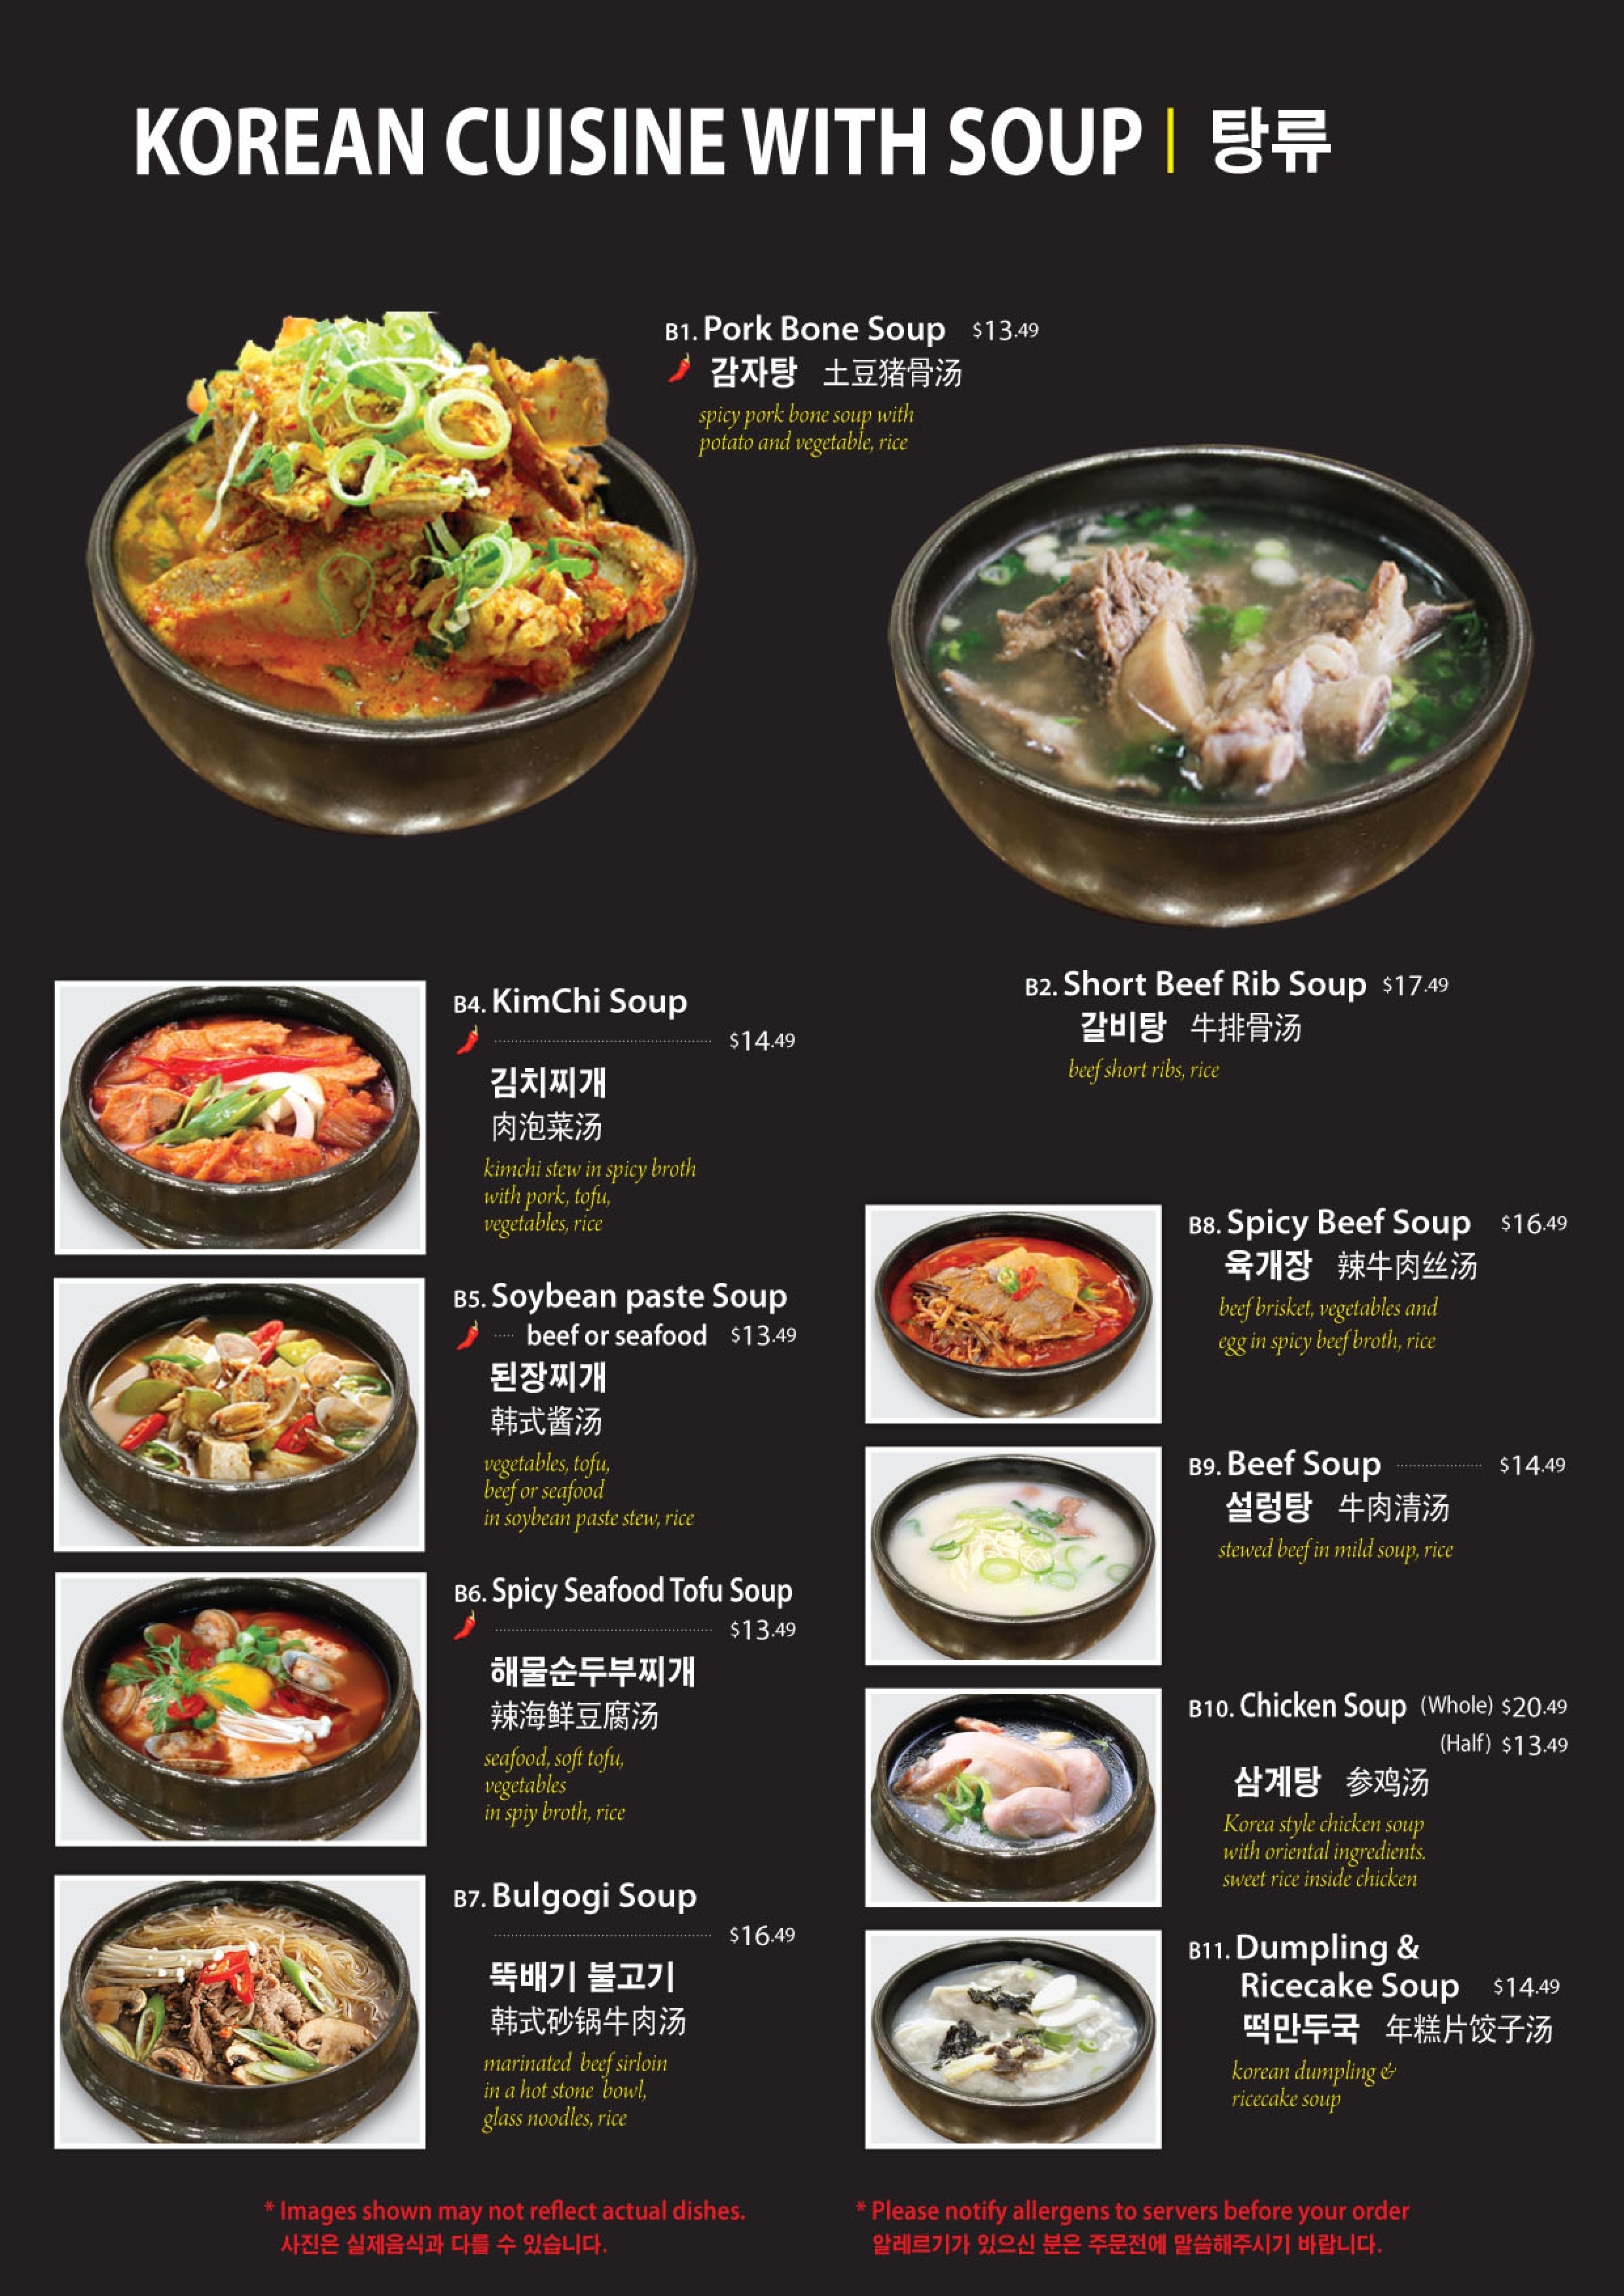 KOREAN CUISINE WITH SOUP | 탕류
B1. Pork Bone Soup $13.49
감자탕 土豆猪骨汤
spicy pork bone soup with
potato and vegetable, rice
B2. Short Beef Rib Soup $17.49
갈비탕 牛排骨汤
beef short ribs, rice
B4. KimChi Soup
$14.49
김치찌개
肉泡菜汤
kimchi stew in spicy broth
with pork, tofu,
vegetables, rice
B5. Soybean paste Soup
beef or seafood $13.49
된장찌개
韩式酱汤
vegetables, tofu,
beef or seafood
in soybean paste stew, rice
B6. Spicy Seafood Tofu Soup
$13.49
해물순두부찌개
辣海鲜豆腐汤
seafood, soft tofu,
vegetables
in spiy broth, rice
B7. Bulgogi Soup
$16.49
뚝배기 불고기
韩式砂锅牛肉汤
marinated beef sirloin
in a hot stone bowl,
glass noodles, rice
B8. Spicy Beef Soup $16.49
육개장 辣牛肉丝汤
beef brisket, vegetables and
egg in spicy beef broth, rice
B9. Beef Soup $14.49
설렁탕 牛肉清汤
stewed beef in mild soup, rice
B10. Chicken Soup (Whole) $20.49
(Half) $13.49
삼계탕 参鸡汤
Korea style chicken soup
with oriental ingredients.
sweet rice inside chicken
B11. Dumpling &
Ricecake Soup $14.49
떡만두국 年糕片饺子汤
korean dumpling &
ricecake soup
* Images shown may not reflect actual dishes.
사진은 실제음식과 다를 수 있습니다.
* Please notify allergens to servers before your order
알레르기가 있으신 분은 주문전에 말씀해주시기 바랍니다.